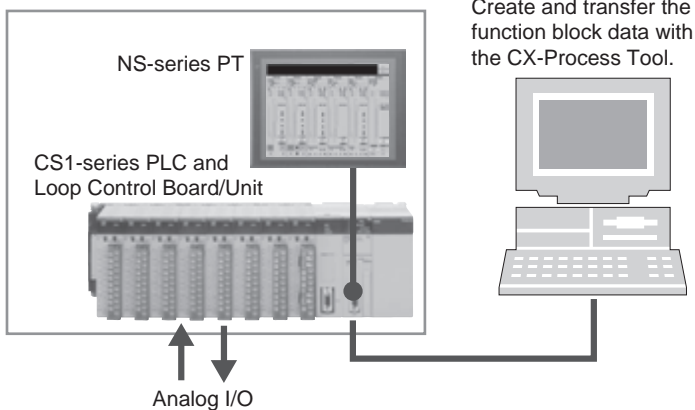 Create and transfer the
function block data with
the CX-Process Tool.
NS-series PT
CS1-series PLC and
Loop Control Board/Unit
Analog I/O